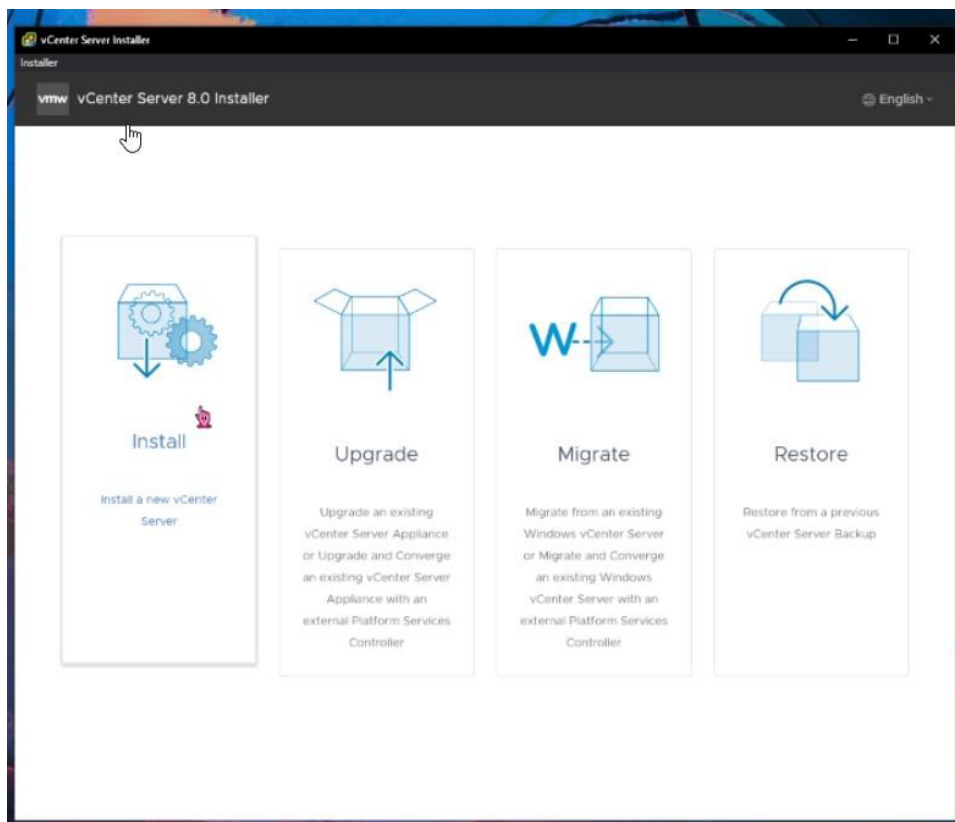 vCenter Server Installer
Installer
vmw vCenter Server 8.0 Installer
English
W
Install
Install a new vCenter
Server
Upgrade
Upgrade an existing
vCenter Server Appliance
or Upgrade and Converge
an existing vCenter Server
Appliance with an
external Platform Services
Controller
Migrate
Migrate from an existing
Windows vCenter Server
or Migrate and Converge
an existing Windows
vCenter Server with an
external Platform Services
Controller
Restore
Restore from a previous
vCenter Server Backup